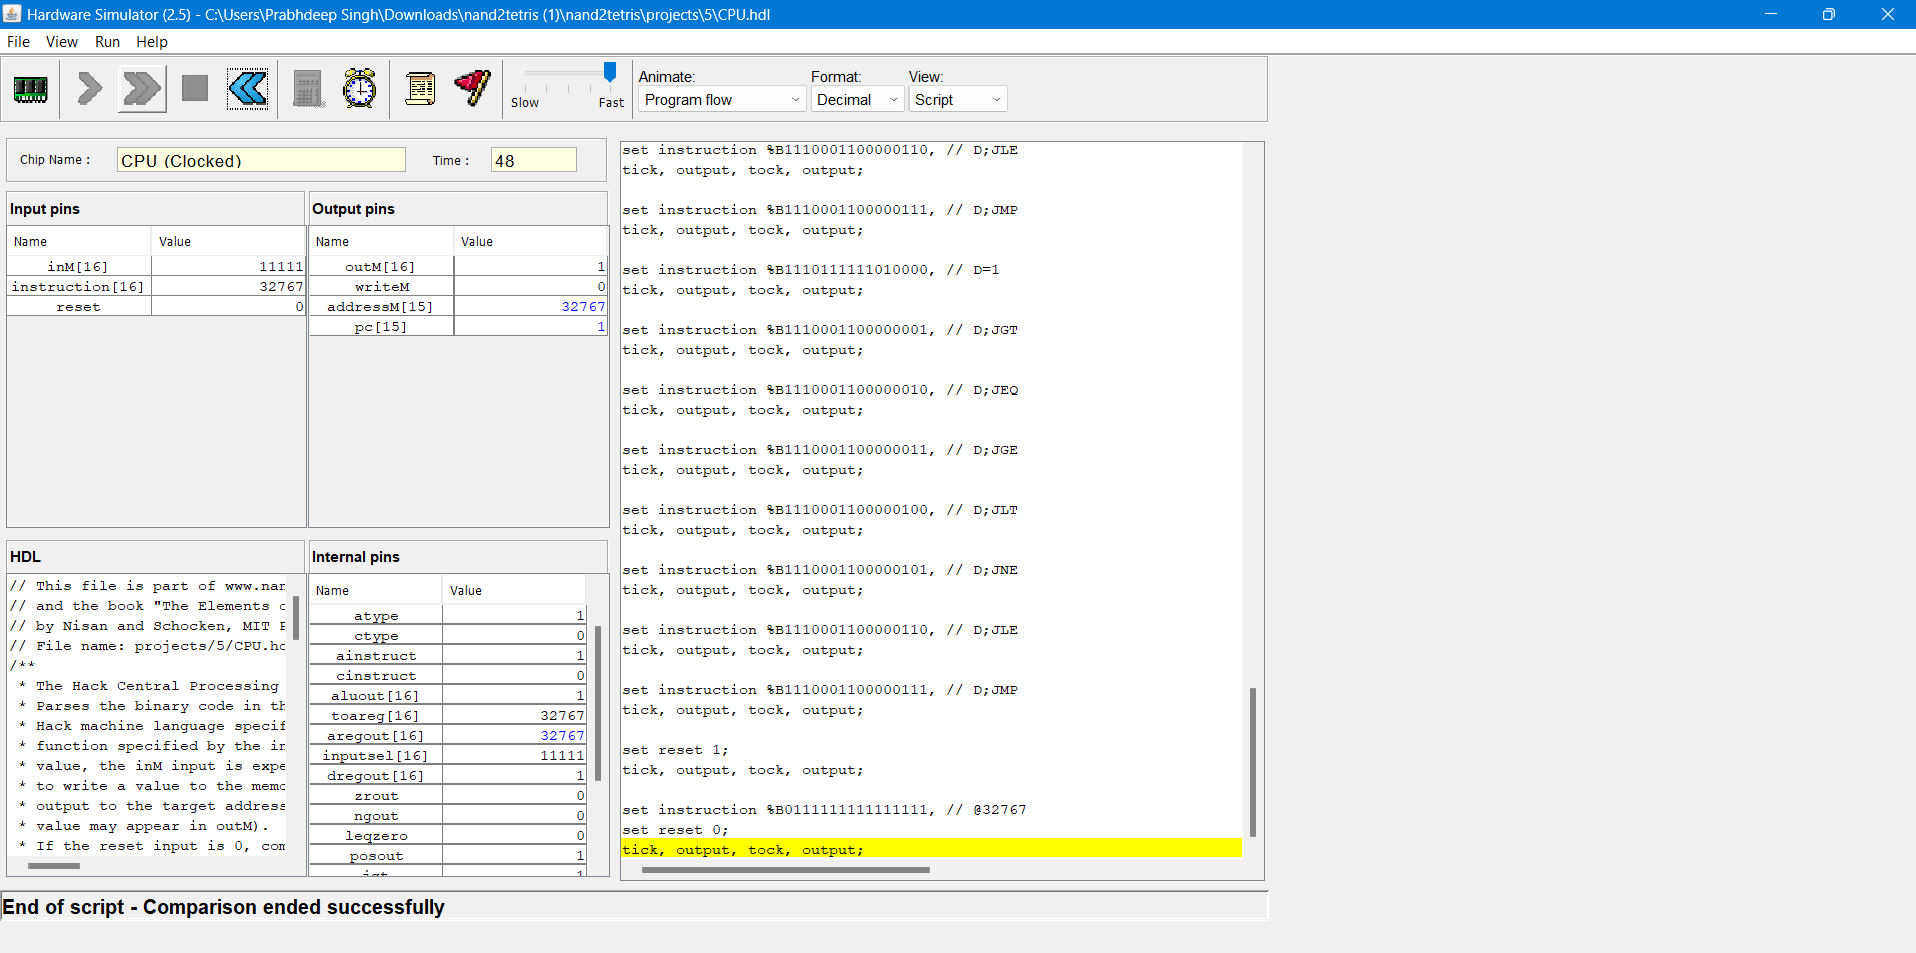 Hardware Simulator (2.5) - C:\Users\Prabhdeep Singh\Downloads\nand2tetris (1)\nand2tetris\projects\5\CPU.hdl
File View Run Help
Slow Fast
Animate: Format: View:
Program flow Decimal Script
Chip Name : CPU (Clocked) Time : 48
Input pins
Name Value
inM[16] 11111
instruction[16] 32767
reset 0
Output pins
Name Value
outM[16] 1
writeM 0
addressM[15] 32767
pc[15] 1
HDL
// This file is part of www.nan
// and the book "The Elements o
// by Nisan and Schocken, MIT P
// File name: projects/5/CPU.hd
/**
* The Hack Central Processing
* Parses the binary code in th
* Hack machine language specif
* function specified by the in
* value, the inM input is expe
* to write a value to the memo
* output to the target address
* value may appear in outM).
* If the reset input is 0, com
Internal pins
Name Value
atype 1
ctype 0
ainstruct 1
cinstruct 0
aluout[16] 1
toareg[16] 32767
aregout[16] 32767
inputsel[16] 11111
dregout[16] 1
zrout 0
ngout 0
leqzero 0
posout 1
jgt 1
set instruction %B1110001100000110, // D;JLE
tick, output, tock, output;
set instruction %B1110001100000111, // D;JMP
tick, output, tock, output;
set instruction %B1110111111010000, // D=1
tick, output, tock, output;
set instruction %B1110001100000001, // D;JGT
tick, output, tock, output;
set instruction %B1110001100000010, // D;JEQ
tick, output, tock, output;
set instruction %B1110001100000011, // D;JGE
tick, output, tock, output;
set instruction %B1110001100000100, // D;JLT
tick, output, tock, output;
set instruction %B1110001100000101, // D;JNE
tick, output, tock, output;
set instruction %B1110001100000110, // D;JLE
tick, output, tock, output;
set instruction %B1110001100000111, // D;JMP
tick, output, tock, output;
set reset 1;
tick, output, tock, output;
set instruction %B0111111111111111, // @32767
set reset 0;
tick, output, tock, output;
End of script - Comparison ended successfully